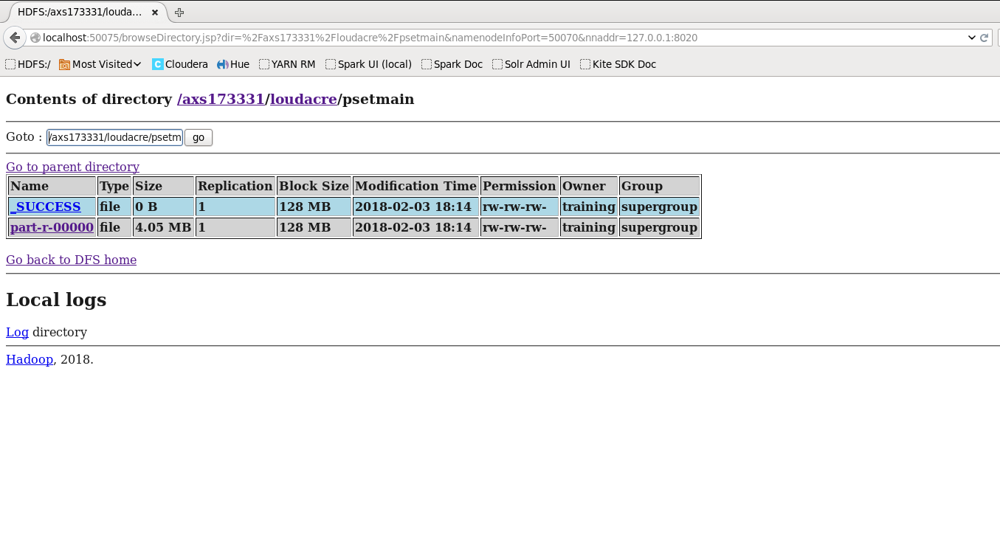 HDFS:/axs173331/louda...
localhost:50075/browseDirectory.jsp?dir=%2Faxs173331%2Floudacre%2Fpsetmain&namenodeInfoPort=50070&nnaddr=127.0.0.1:8020
HDFS:/ Most Visited C Cloudera Hue YARN RM Spark UI (local) Spark Doc Solr Admin UI Kite SDK Doc
Contents of directory /axs173331/loudacre/psetmain
Goto : /axs173331/loudacre/psetm go
Go to parent directory
Name Type Size Replication Block Size Modification Time Permission Owner Group
_SUCCESS file 0 B 1 128 MB 2018-02-03 18:14 rw-rw-rw- training supergroup
part-r-00000 file 4.05 MB 1 128 MB 2018-02-03 18:14 rw-rw-rw- training supergroup
Go back to DFS home
Local logs
Log directory
Hadoop, 2018.